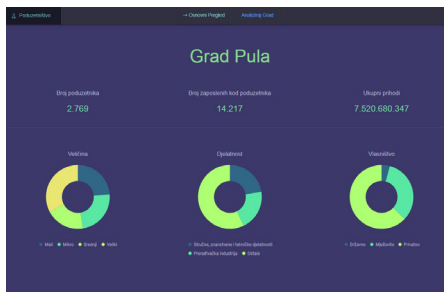 Poduzetništvo
→ Osnovni Pregled
Analiziraj Grad
Grad Pula
Broj poduzetnika
2.769
Broj zaposlenih kod poduzetnika
14.217
Ukupni prihodi
7.520.680.347
Veličina
Mali
Mikro
Srednji
Veliki
Djelatnost
Stručne, znanstvene i tehničke djelatnosti
Prerađivačka industrija
Ostalo
Vlasništvo
Državno
Mješovito
Privatno